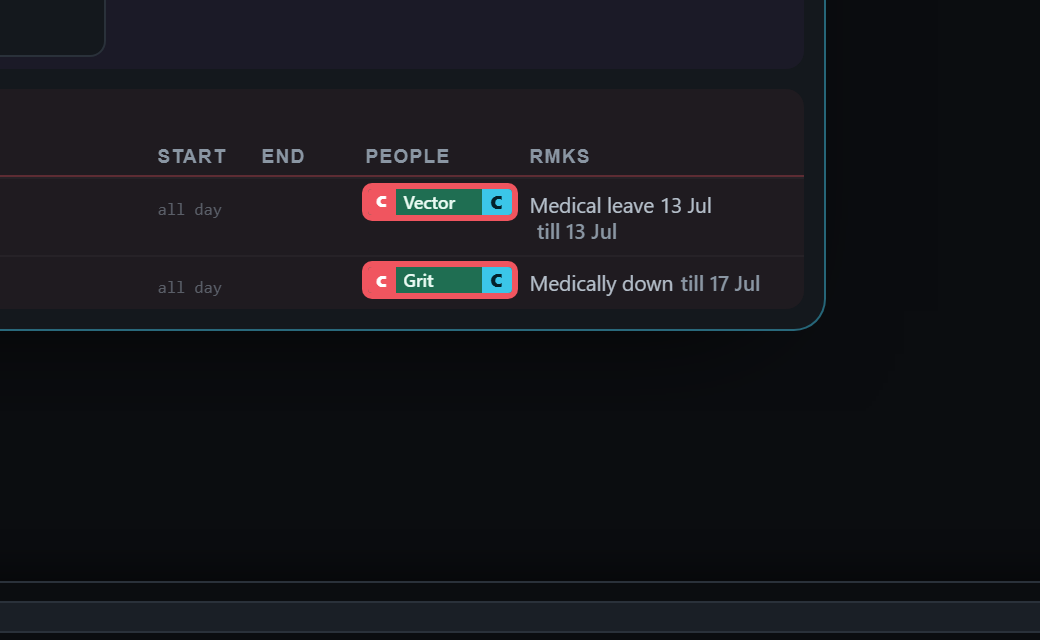 START END PEOPLE RMKS
all day C Vector C Medical leave 13 Jul
till 13 Jul
all day C Grit C Medically down till 17 Jul